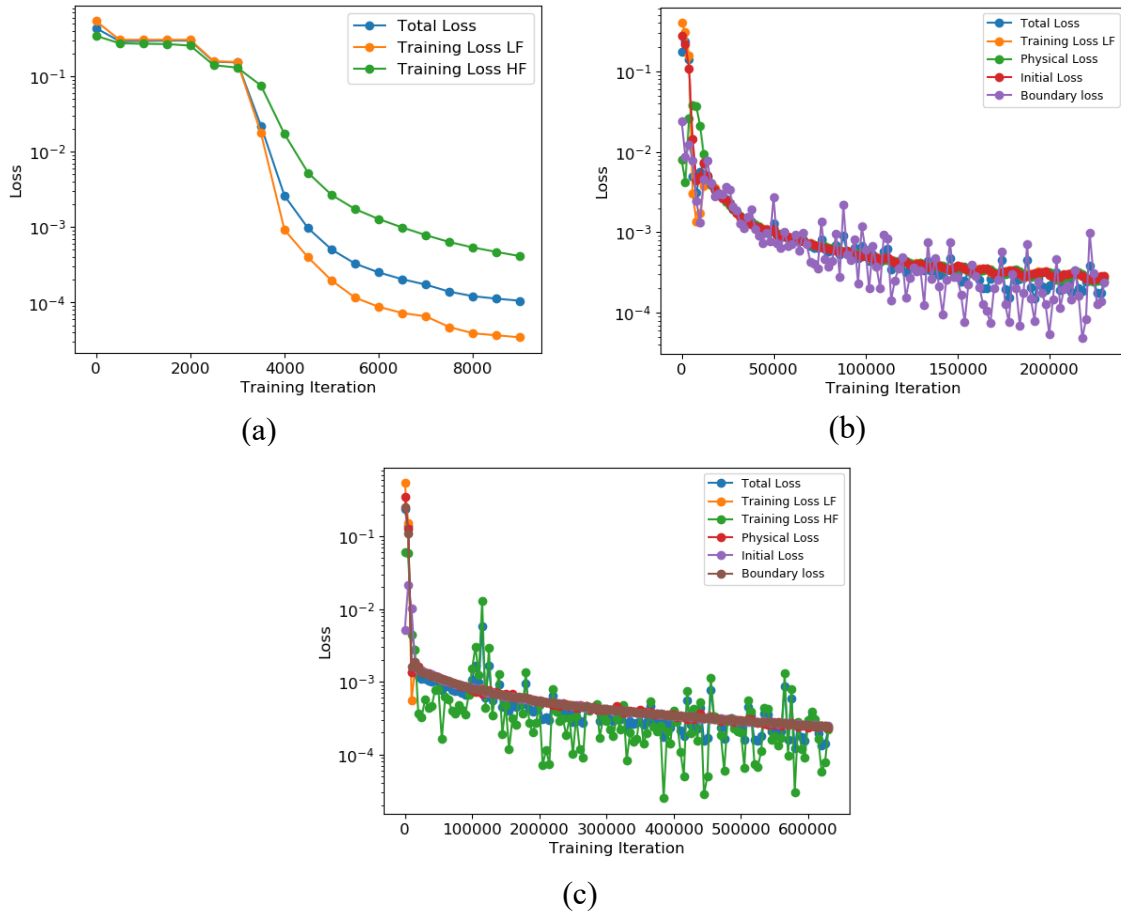 Total Loss
Training Loss LF
Training Loss HF
10⁻¹
10⁻²
10⁻³
10⁻⁴
Loss
0 2000 4000 6000 8000
Training Iteration
(a)
Total Loss
Training Loss LF
Physical Loss
Initial Loss
Boundary loss
10⁻¹
10⁻²
10⁻³
10⁻⁴
Loss
0 50000 100000 150000 200000
Training Iteration
(b)
Total Loss
Training Loss LF
Training Loss HF
Physical Loss
Initial Loss
Boundary loss
10⁻¹
10⁻²
10⁻³
10⁻⁴
Loss
0 100000 200000 300000 400000 500000 600000
Training Iteration
(c)